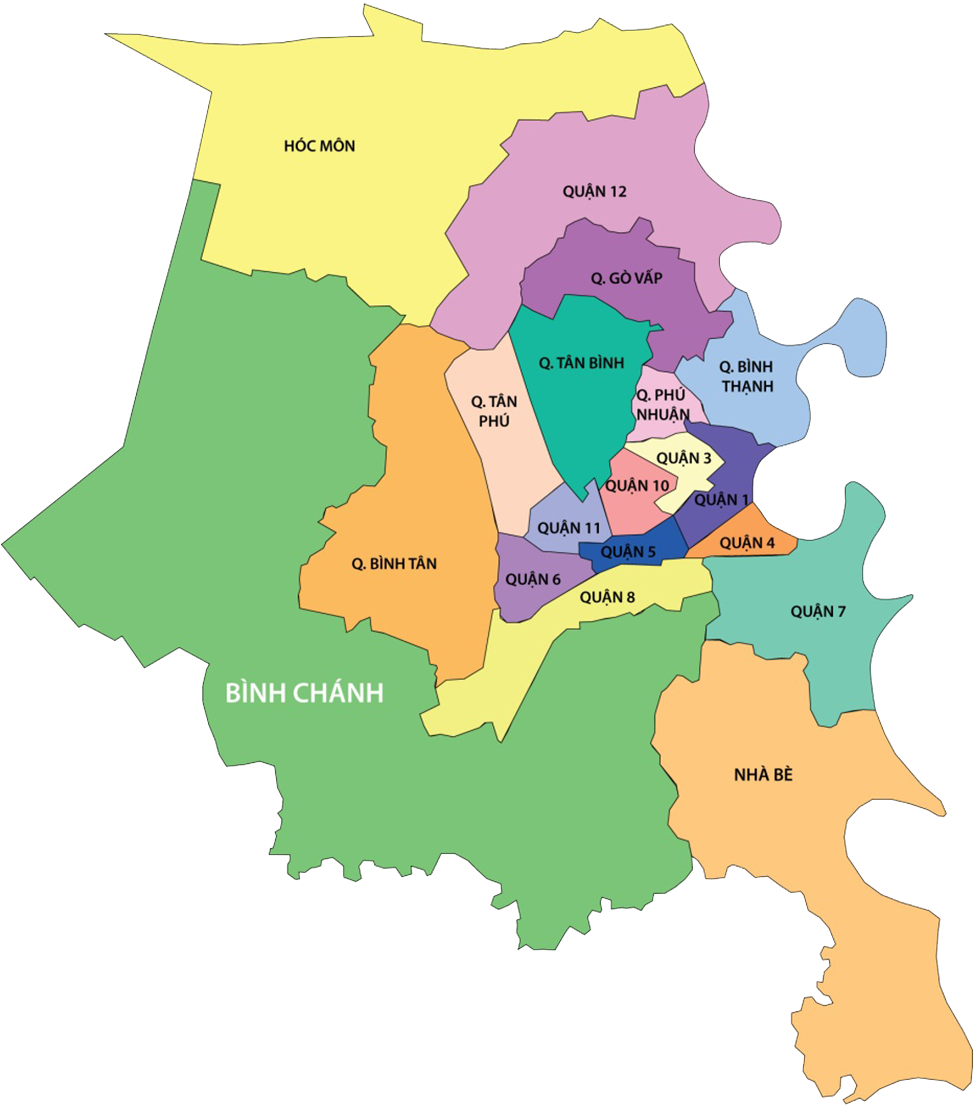 HÓC MÔN
QUẬN 12
Q. GÒ VẤP
Q. TÂN BÌNH
Q. BÌNH
THẠNH
Q. TÂN
PHÚ
Q. PHÚ
NHUẬN
QUẬN 3
QUẬN 10
QUẬN 1
QUẬN 11
QUẬN 4
QUẬN 5
Q. BÌNH TÂN
QUẬN 6
QUẬN 8
QUẬN 7
BÌNH CHÁNH
NHÀ BÈ